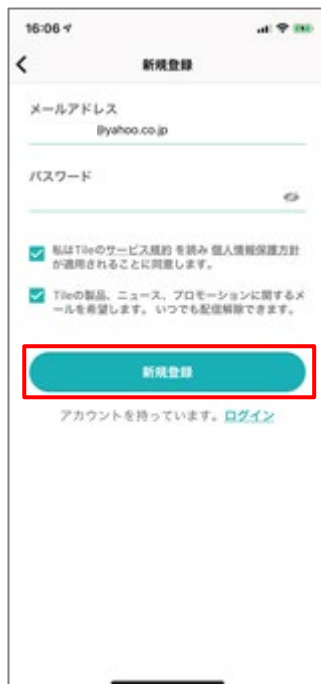 16:06
新規登録
メールアドレス
@yahoo.co.jp
パスワード
私はTileのサービス規約 を読み 個人情報保護方針
が適用されることに同意します。
Tileの製品、ニュース、プロモーションに関するメ
ールを希望します。 いつでも配信解除できます。
新規登録
アカウントを持っています。ログイン